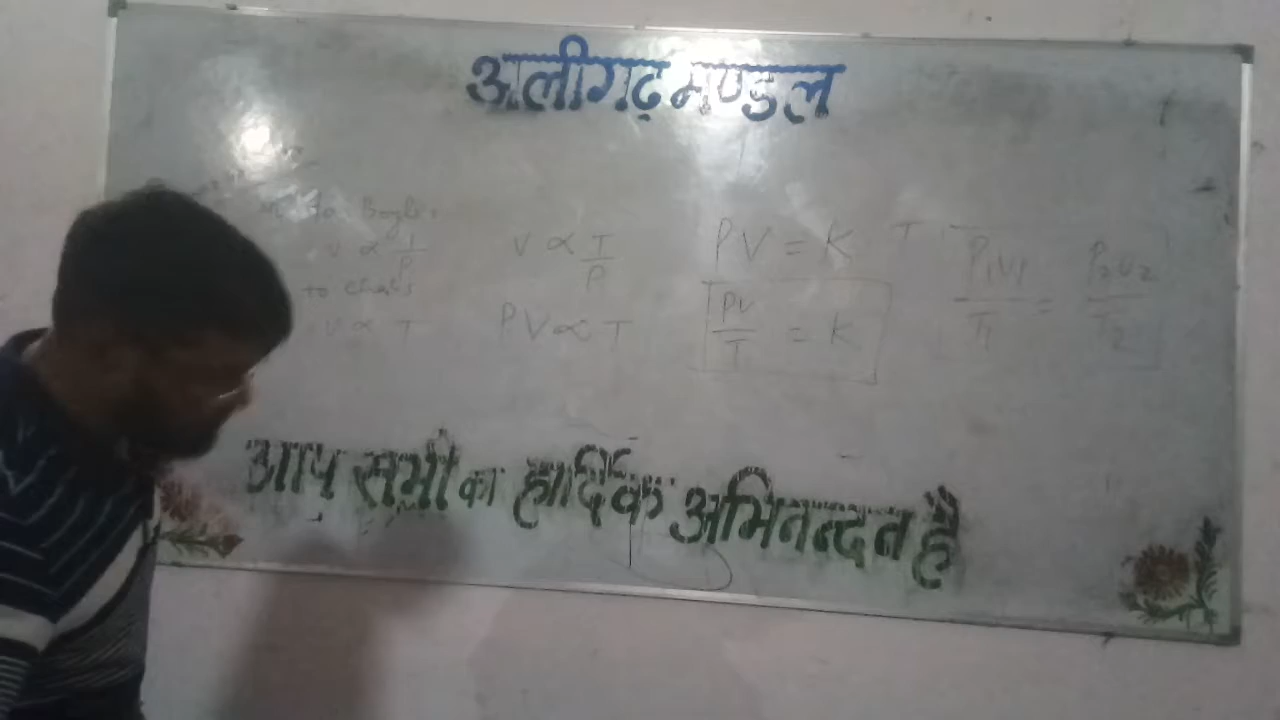 अलीगढ़ मण्डल
to Boyle's
V ∝ 1/P
to Charl's
V ∝ T
V ∝ T/P
PV ∝ T
PV = K T
PV/T = K
P₁V₁/T₁ = P₂V₂/T₂
आप सभी का हार्दिक अभिनन्दन है